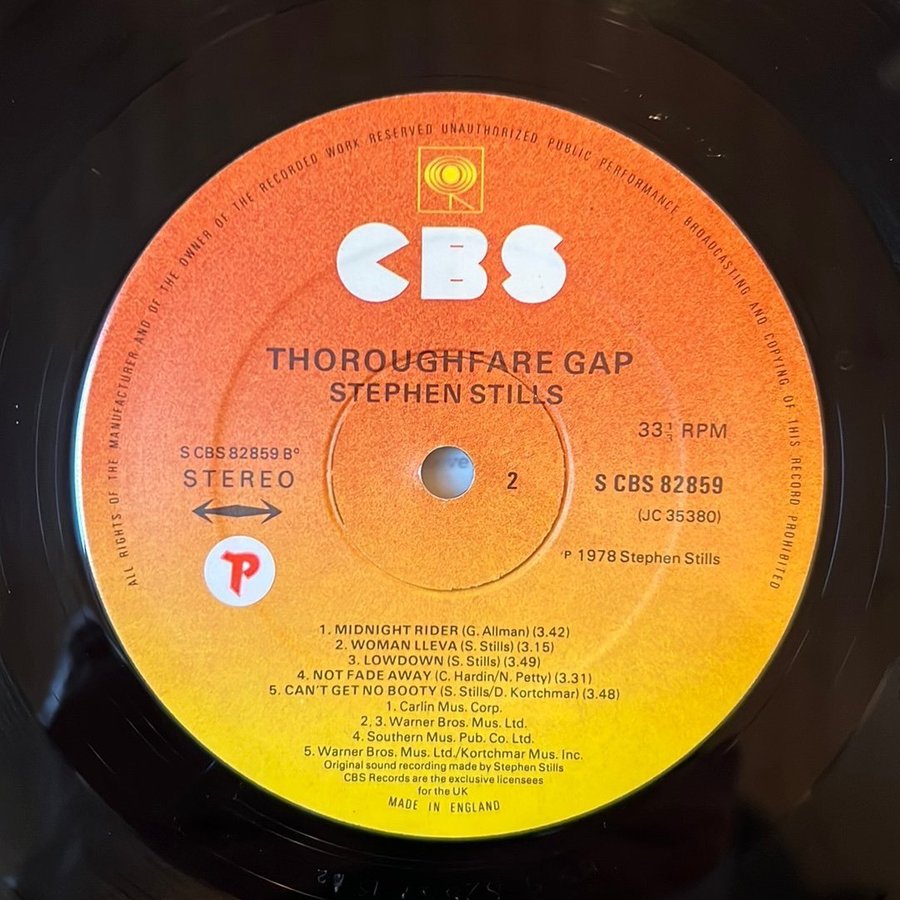 ALL RIGHTS OF THE MANUFACTURER AND OF THE OWNER OF THE RECORDED WORK RESERVED UNAUTHORIZED PUBLIC PERFORMANCE BROADCASTING AND COPYING OF THIS RECORD PROHIBITED
CBS
THOROUGHFARE GAP
STEPHEN STILLS
33 1/3 RPM
S CBS 82859 B°
STEREO
2
S CBS 82859
(JC 35380)
P
℗ 1978 Stephen Stills
1. MIDNIGHT RIDER (G. Allman) (3.42)
2. WOMAN LLEVA (S. Stills) (3.15)
3. LOWDOWN (S. Stills) (3.49)
4. NOT FADE AWAY (C. Hardin/N. Petty) (3.31)
5. CAN'T GET NO BOOTY (S. Stills/D. Kortchmar) (3.48)
1. Carlin Mus. Corp.
2, 3. Warner Bros. Mus. Ltd.
4. Southern Mus. Pub. Co. Ltd.
5. Warner Bros. Mus. Ltd./Kortchmar Mus. Inc.
Original sound recording made by Stephen Stills
CBS Records are the exclusive licensees
for the UK
MADE IN ENGLAND